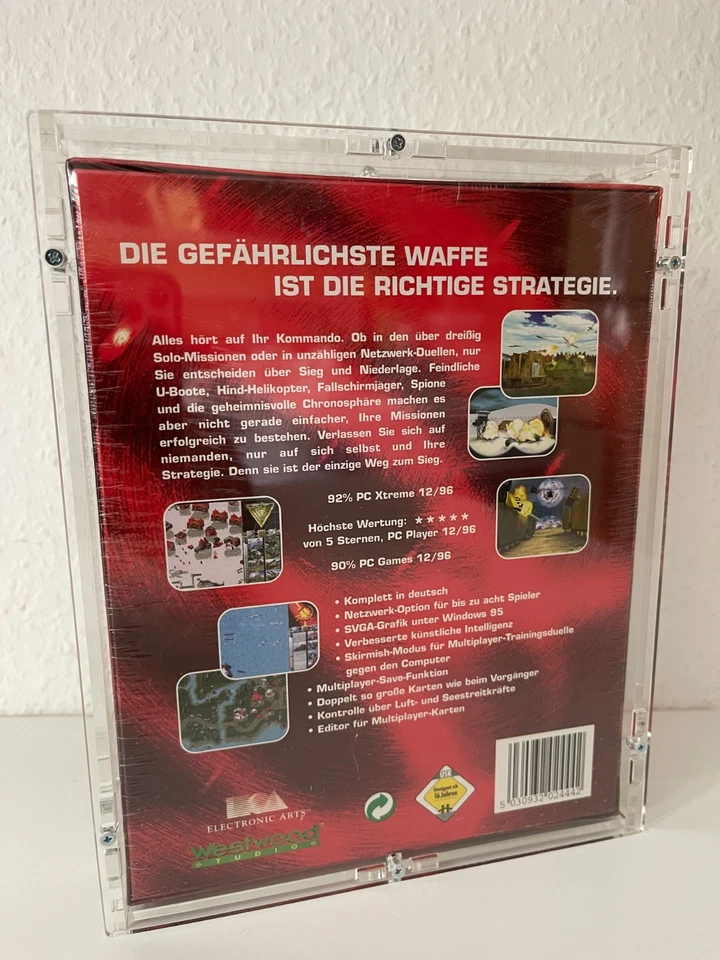 DIE GEFÄHRLICHSTE WAFFE
IST DIE RICHTIGE STRATEGIE.
Alles hört auf Ihr Kommando. Ob in den über dreißig
Solo-Missionen oder in unzähligen Netzwerk-Duellen, nur
Sie entscheiden über Sieg und Niederlage. Feindliche
U-Boote, Hind-Helikopter, Fallschirmjäger, Spione
und die geheimnisvolle Chronosphäre machen es
aber nicht gerade einfacher, Ihre Missionen
erfolgreich zu bestehen. Verlassen Sie sich auf
niemanden, nur auf sich selbst und Ihre
Strategie. Denn sie ist der einzige Weg zum Sieg.
92% PC Xtreme 12/96
Höchste Wertung: ★★★★★
von 5 Sternen, PC Player 12/96
90% PC Games 12/96
• Komplett in deutsch
• Netzwerk-Option für bis zu acht Spieler
• SVGA-Grafik unter Windows 95
• Verbesserte künstliche Intelligenz
• Skirmish-Modus für Multiplayer-Trainingsduelle
gegen den Computer
• Multiplayer-Save-Funktion
• Doppelt so große Karten wie beim Vorgänger
• Kontrolle über Luft- und Seestreitkräfte
• Editor für Multiplayer-Karten
ELECTRONIC ARTS™
Westwood
STUDIOS
USK
Geeignet ab
16 Jahren
5 030932 024442